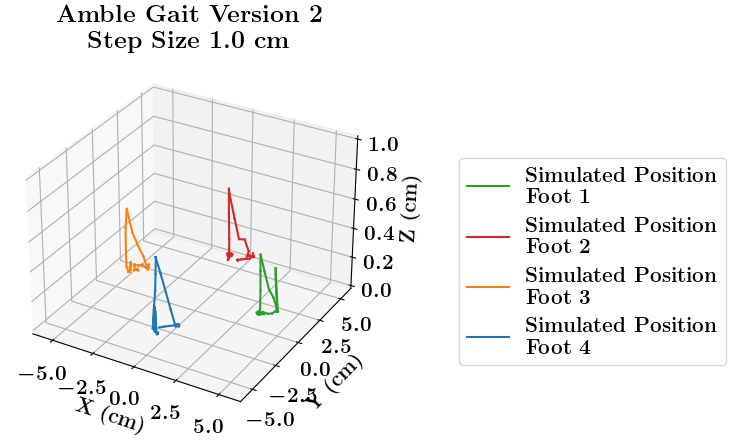 Amble Gait Version 2
Step Size 1.0 cm
1.0
0.8
0.6
0.4
0.2
0.0
Z (cm)
−5.0
−2.5
0.0
2.5
5.0
X (cm)
−5.0
−2.5
0.0
2.5
5.0
Y (cm)
Simulated Position
Foot 1
Simulated Position
Foot 2
Simulated Position
Foot 3
Simulated Position
Foot 4